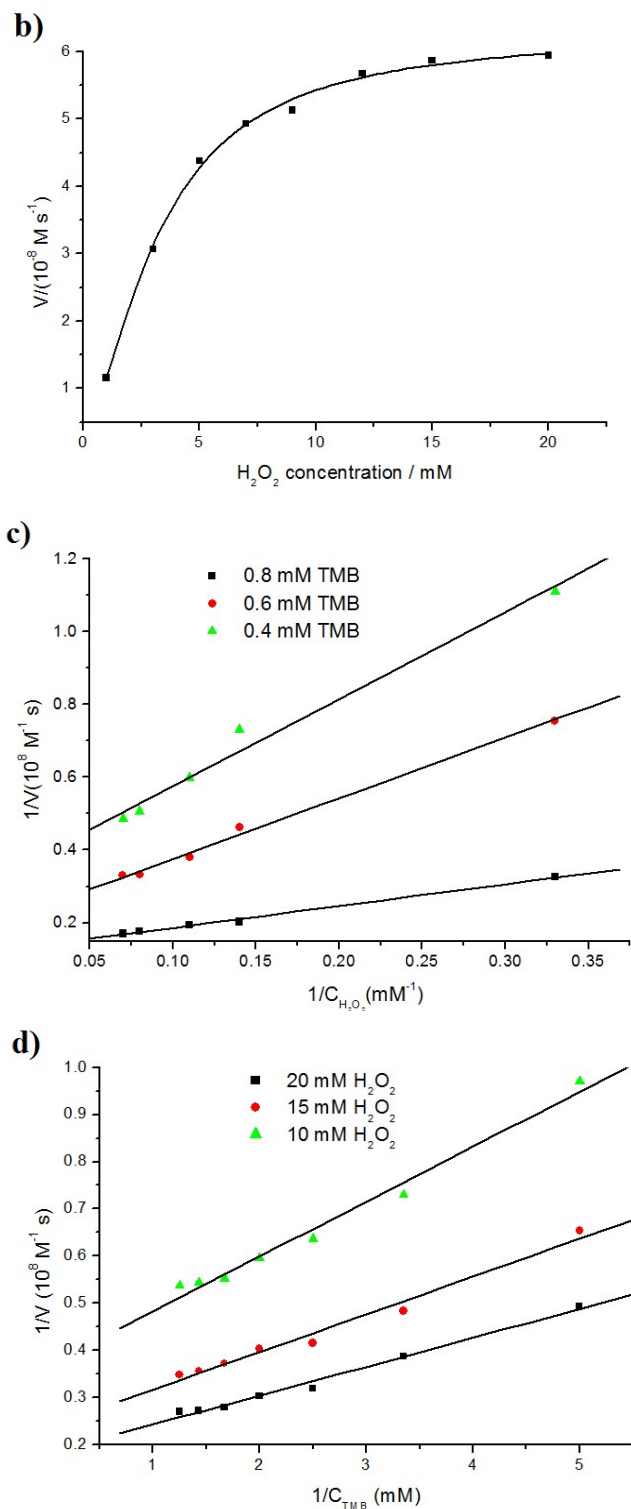 b)
6
5
4
3
2
1
V/(10⁻⁸ M s⁻¹)
0
5
10
15
20
H₂O₂ concentration / mM
c)
1.2
1.0
0.8
0.6
0.4
0.2
1/V(10⁸ M⁻¹ s)
0.8 mM TMB
0.6 mM TMB
0.4 mM TMB
0.05
0.10
0.15
0.20
0.25
0.30
0.35
1/C_H₂O₂(mM⁻¹)
d)
1.0
0.9
0.8
0.7
0.6
0.5
0.4
0.3
0.2
1/V (10⁸ M⁻¹ s)
20 mM H₂O₂
15 mM H₂O₂
10 mM H₂O₂
1
2
3
4
5
1/C_TMB (mM)